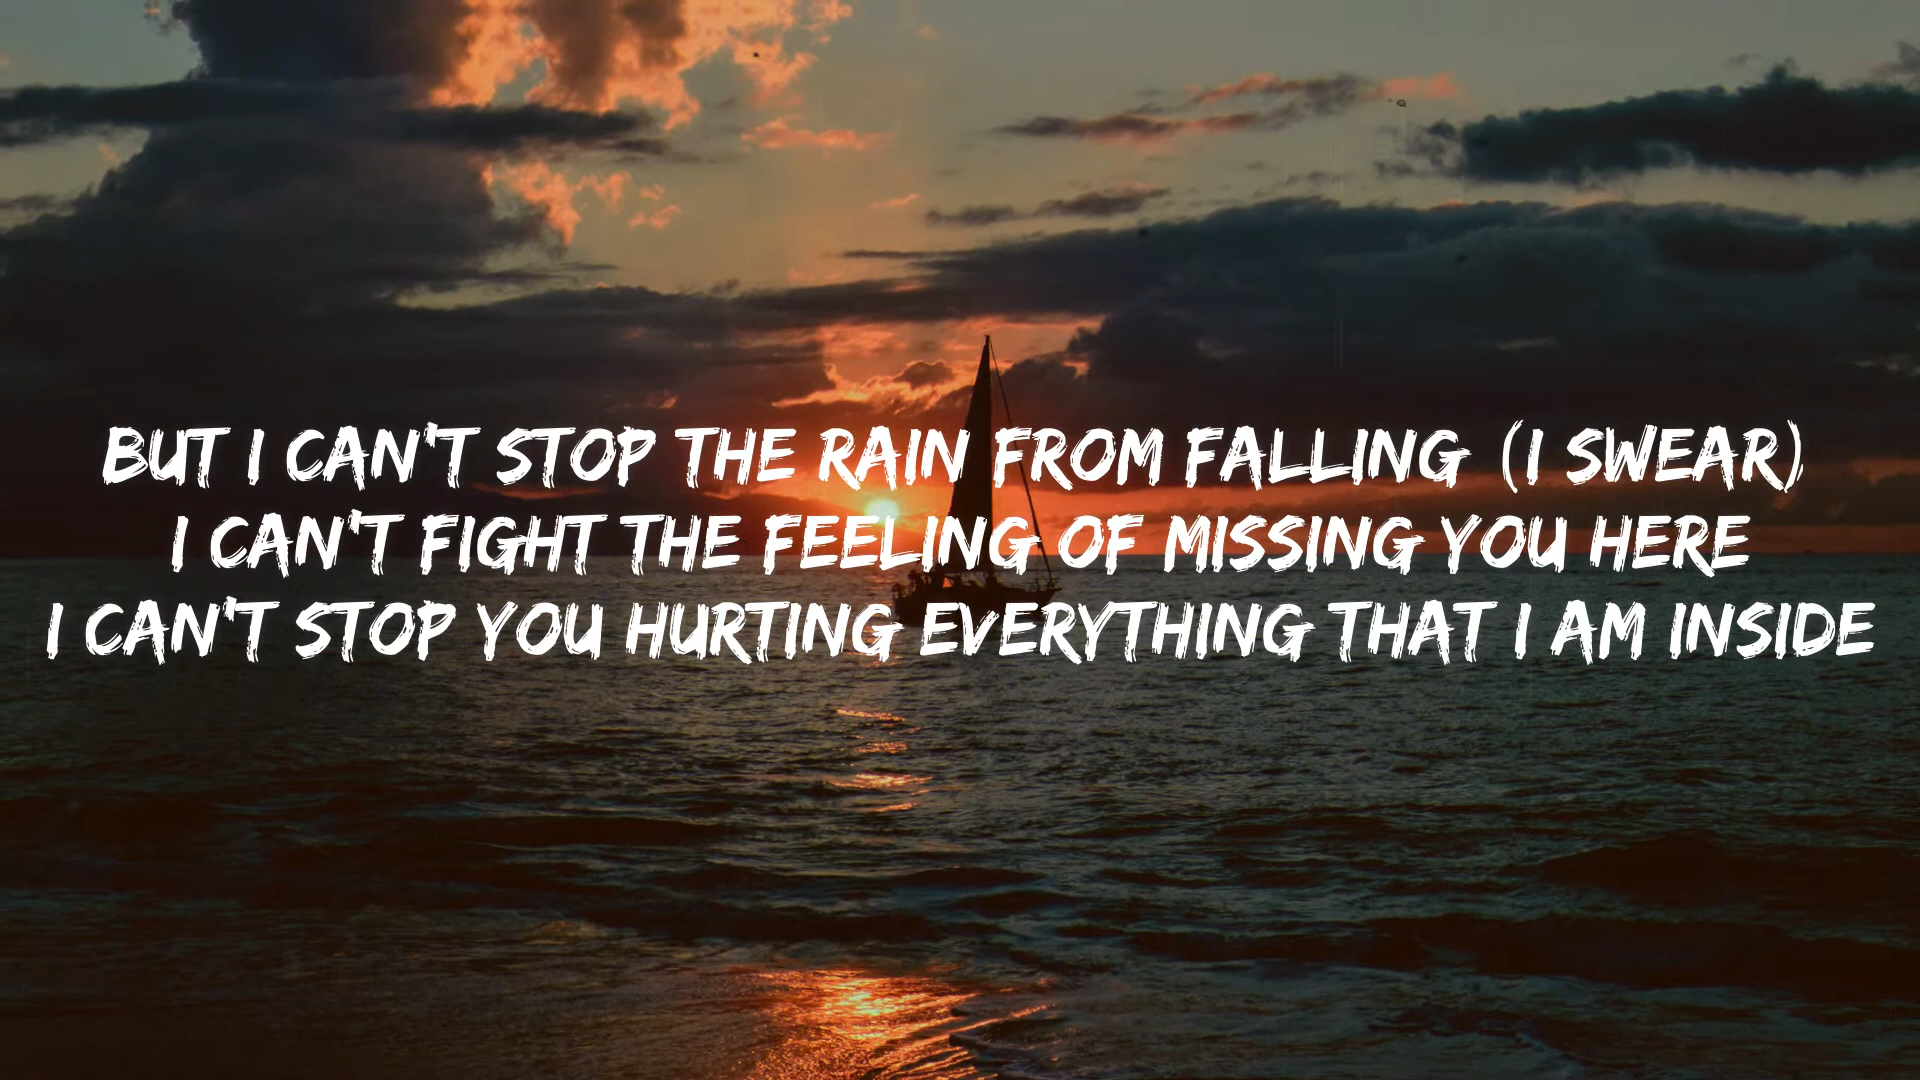 BUT I CAN'T STOP THE RAIN FROM FALLING (I SWEAR)
I CAN'T FIGHT THE FEELING OF MISSING YOU HERE
I CAN'T STOP YOU HURTING EVERYTHING THAT I AM INSIDE